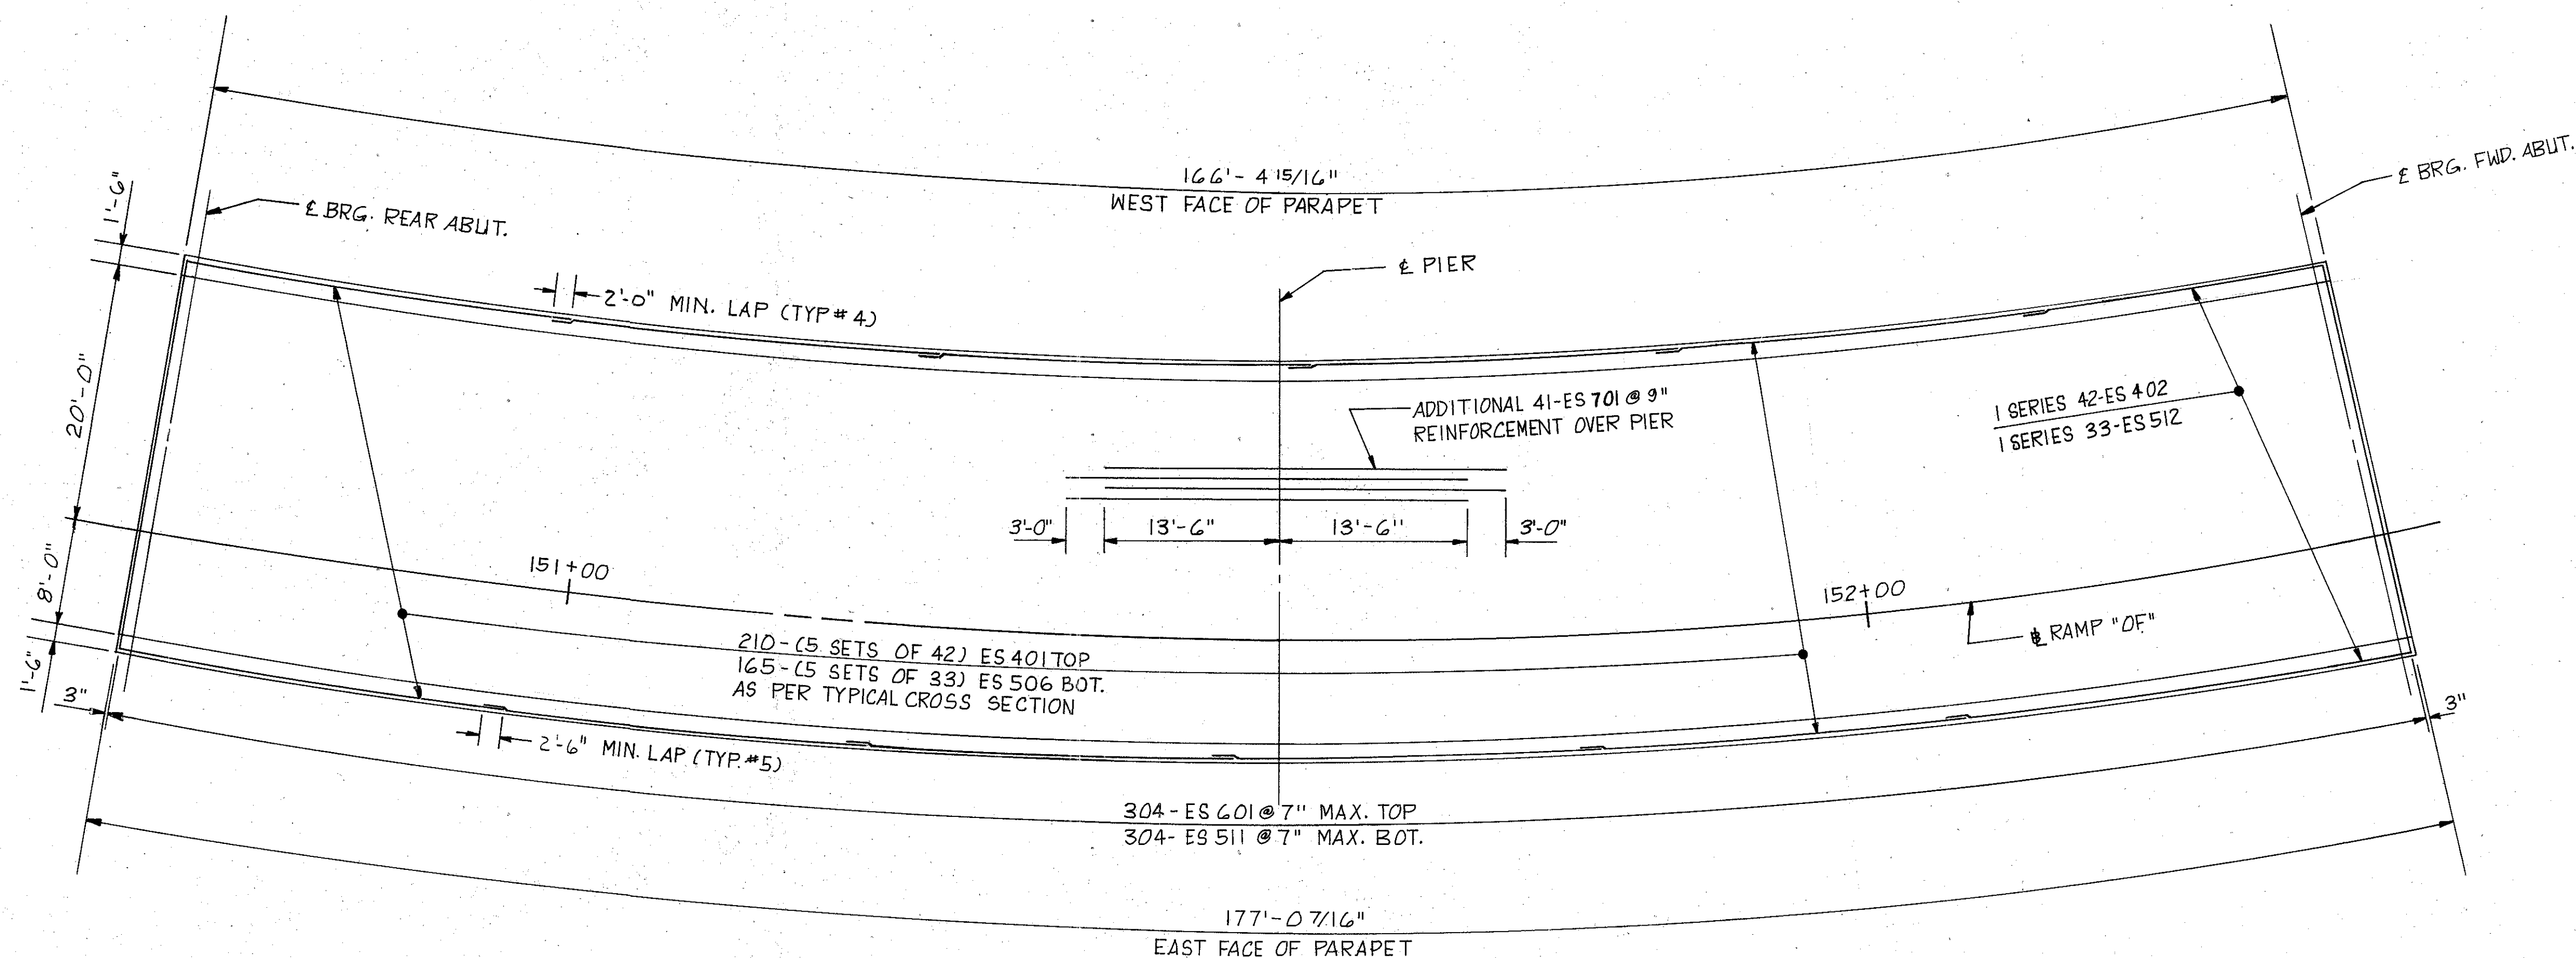 166'- 4 15/16"
WEST FACE OF PARAPET
℄ BRG. FWD. ABUT.
1'-6"
℄ BRG. REAR ABUT.
℄ PIER
2'-0" MIN. LAP (TYP # 4)
20'-0"
ADDITIONAL 41-ES 701 @ 9"
REINFORCEMENT OVER PIER
1 SERIES 42-ES 402
1 SERIES 33-ES 512
3'-0"
13'-6"
13'-6"
3'-0"
8'-0"
151+00
152+00
℄ RAMP "OF"
210-(5 SETS OF 42) ES 401 TOP
165-(5 SETS OF 33) ES 506 BOT.
AS PER TYPICAL CROSS SECTION
1'-6"
3"
3"
2'-6" MIN. LAP (TYP. #5)
304-ES 601 @ 7" MAX. TOP
304-ES 511 @ 7" MAX. BOT.
177'-0 7/16"
EAST FACE OF PARAPET